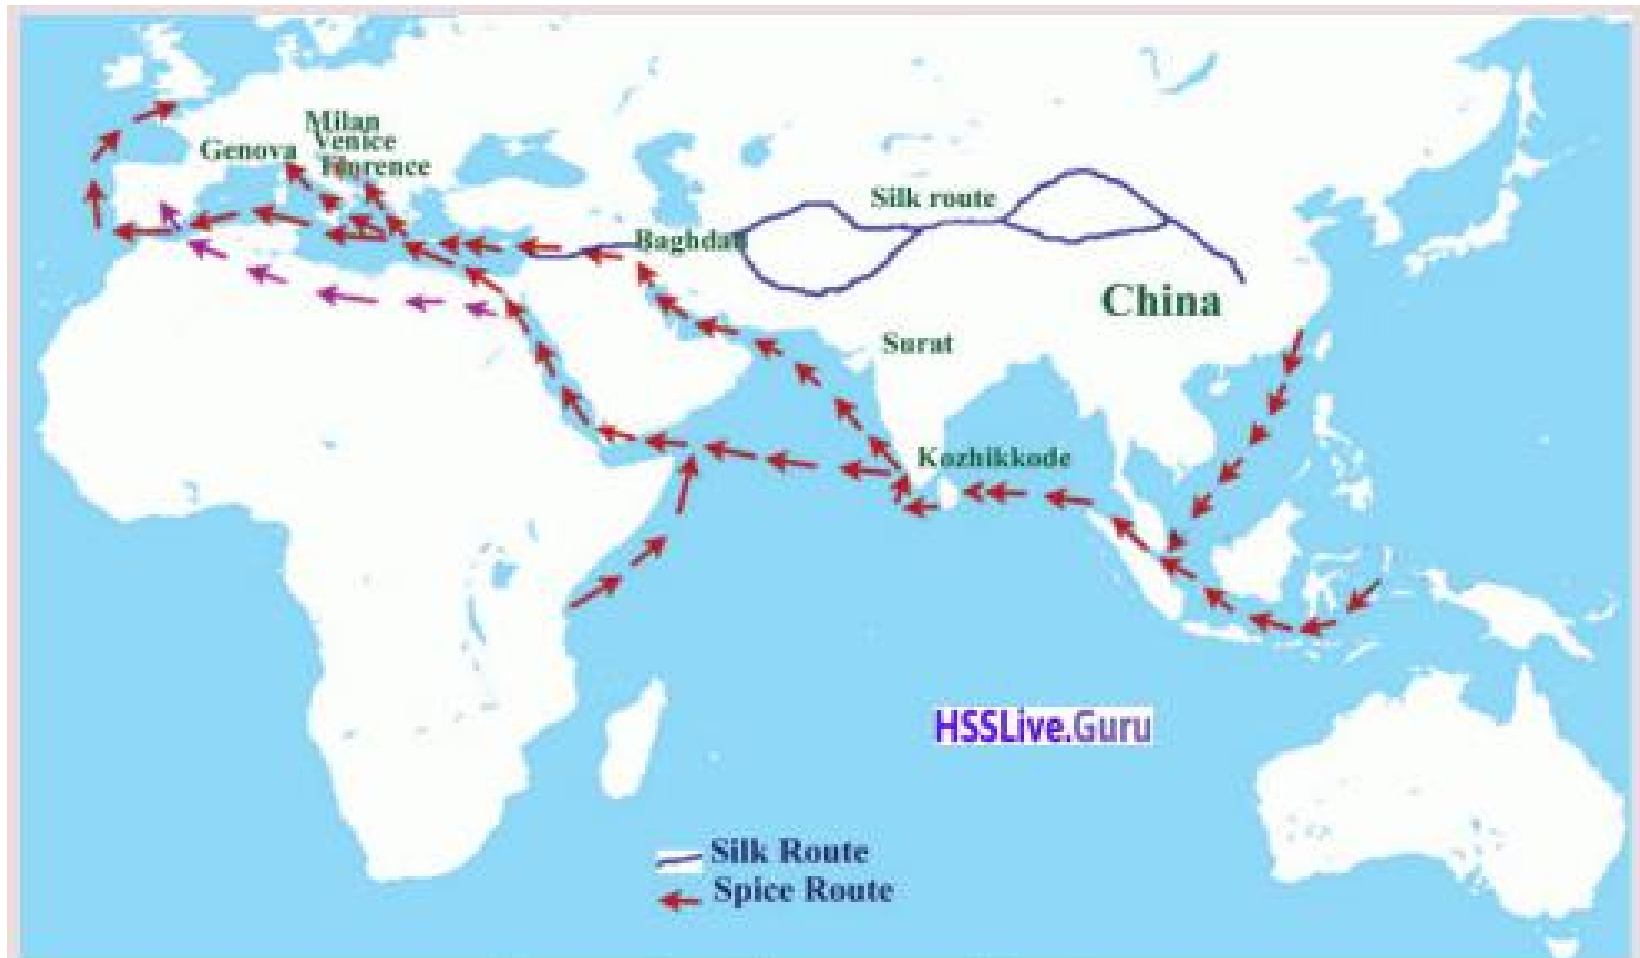 Milan
Venice
Genova
Florence
Silk route
Baghdad
China
Surat
Kozhikkode
HSSLive.Guru
Silk Route
Spice Route